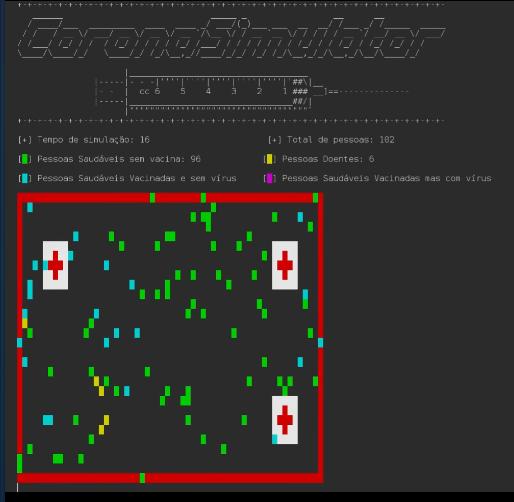 cc 6 5 4 3 2 1
[+] Tempo de simulação: 16
[+] Total de pessoas: 102
[ ] Pessoas Saudáveis sem vacina: 96
[ ] Pessoas Doentes: 6
[ ] Pessoas Saudáveis Vacinadas e sem vírus
[ ] Pessoas Saudáveis Vacinadas mas com vírus